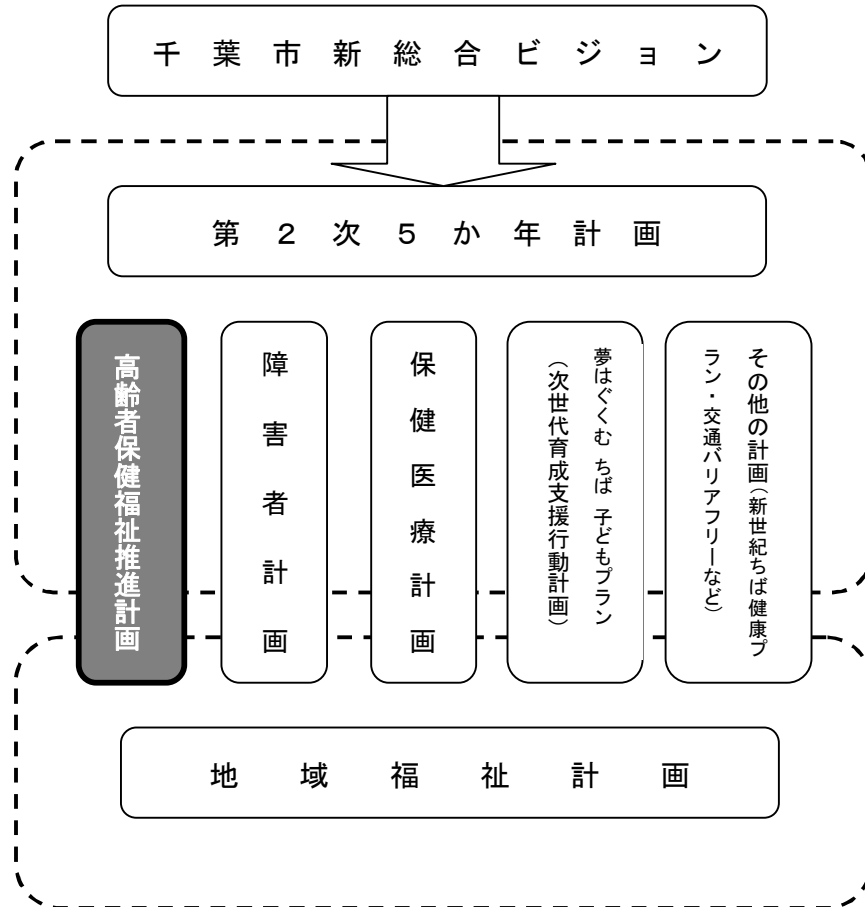 千葉市新総合ビジョン
第２次５か年計画
高齢者保健福祉推進計画
障害者計画
保健医療計画
夢はぐくむ ちば 子どもプラン
（次世代育成支援行動計画）
その他の計画（新世紀ちば健康プ
ラン・交通バリアフリーなど）
地域福祉計画